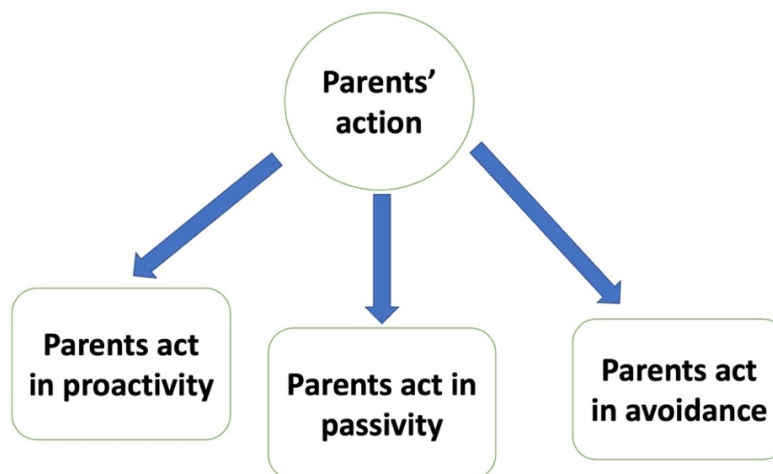 Parents’
action
Parents act
in proactivity
Parents act in
passivity
Parents act
in avoidance